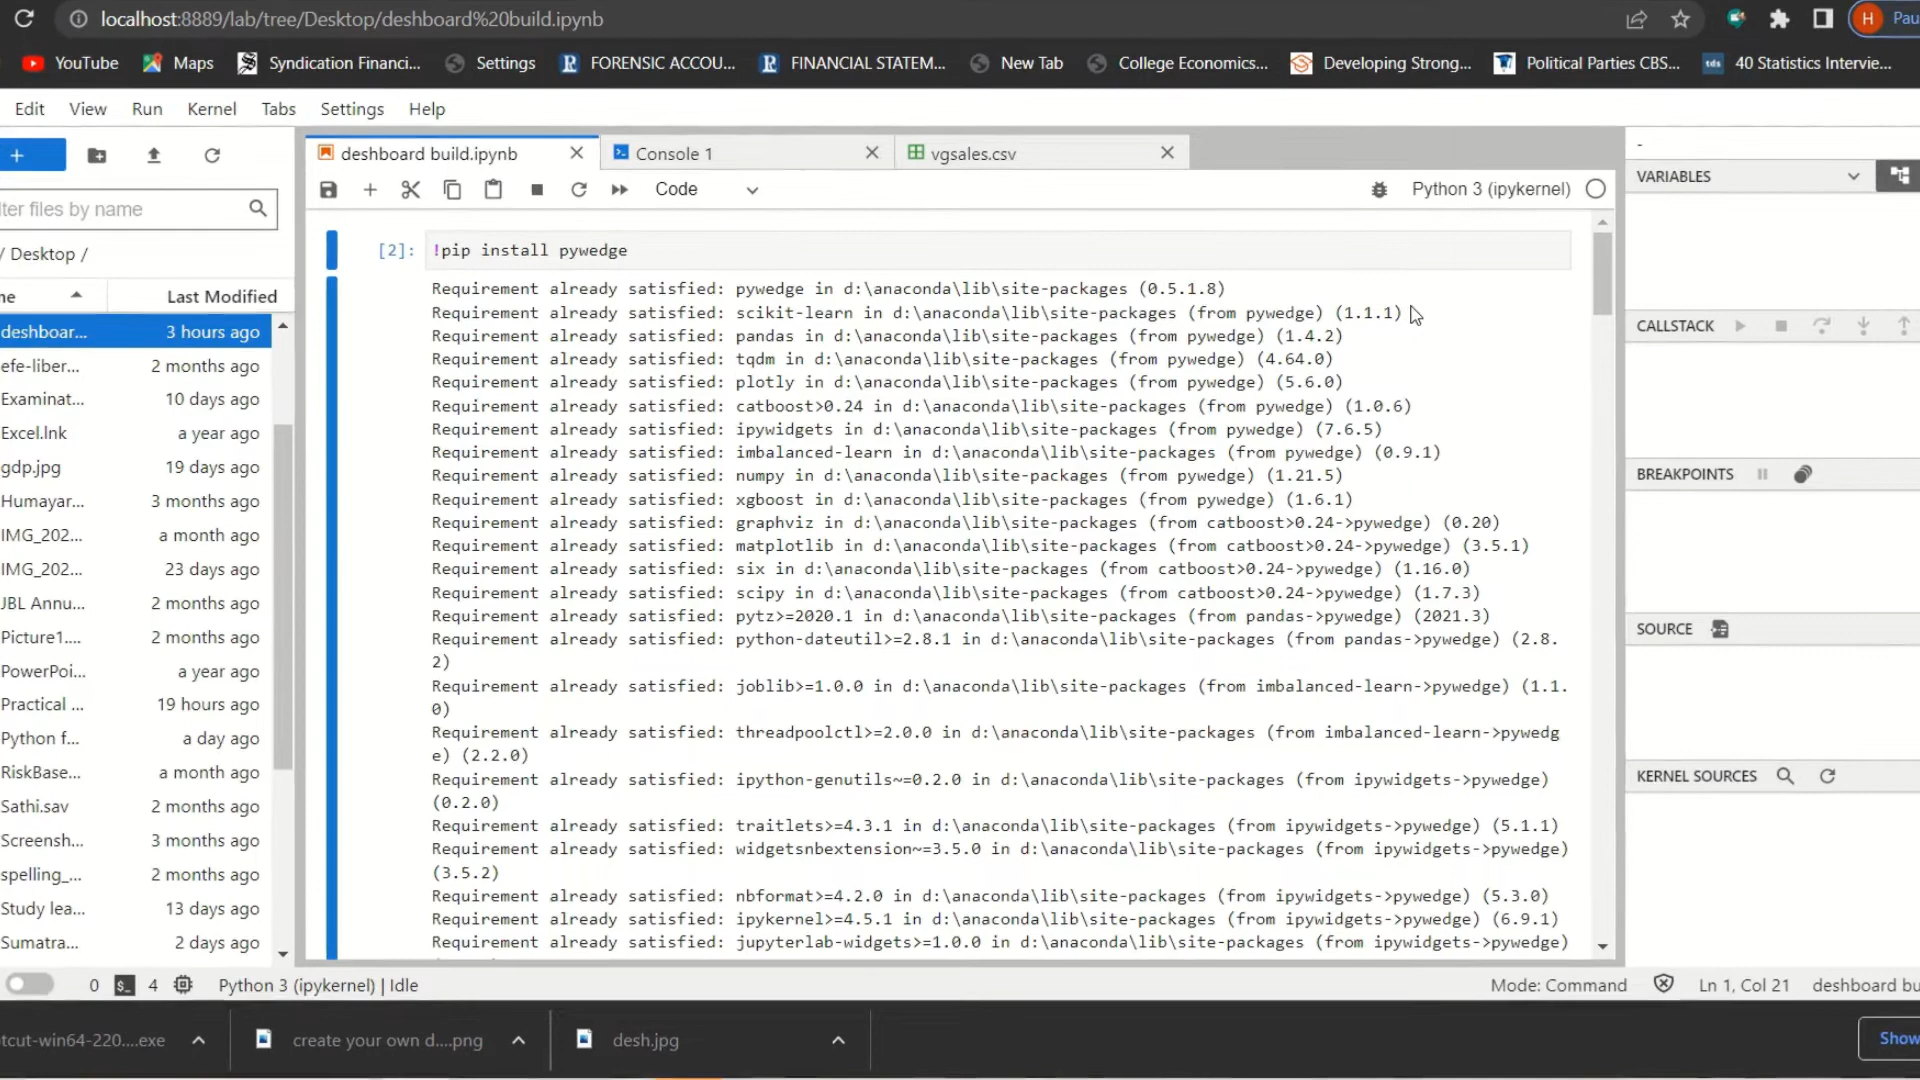 localhost:8889/lab/tree/Desktop/deshboard%20build.ipynb
H Pau
YouTube Maps Syndication Financi... Settings FORENSIC ACCOU... FINANCIAL STATEM... New Tab College Economics... Developing Strong... Political Parties CBS... 40 Statistics Intervie...
Edit View Run Kernel Tabs Settings Help
deshboard build.ipynb Console 1 vgsales.csv
Code Python 3 (ipykernel)
lter files by name
/ Desktop /
me Last Modified
deshboar... 3 hours ago
efe-liber... 2 months ago
Examinat... 10 days ago
Excel.lnk a year ago
gdp.jpg 19 days ago
Humayar... 3 months ago
IMG_202... a month ago
IMG_202... 23 days ago
JBL Annu... 2 months ago
Picture1.... 2 months ago
PowerPoi... a year ago
Practical ... 19 hours ago
Python f... a day ago
RiskBase... a month ago
Sathi.sav 2 months ago
Screensh... 3 months ago
spelling_... 2 months ago
Study lea... 13 days ago
Sumatra... 2 days ago
[2]: !pip install pywedge
Requirement already satisfied: pywedge in d:\anaconda\lib\site-packages (0.5.1.8)
Requirement already satisfied: scikit-learn in d:\anaconda\lib\site-packages (from pywedge) (1.1.1)
Requirement already satisfied: pandas in d:\anaconda\lib\site-packages (from pywedge) (1.4.2)
Requirement already satisfied: tqdm in d:\anaconda\lib\site-packages (from pywedge) (4.64.0)
Requirement already satisfied: plotly in d:\anaconda\lib\site-packages (from pywedge) (5.6.0)
Requirement already satisfied: catboost>0.24 in d:\anaconda\lib\site-packages (from pywedge) (1.0.6)
Requirement already satisfied: ipywidgets in d:\anaconda\lib\site-packages (from pywedge) (7.6.5)
Requirement already satisfied: imbalanced-learn in d:\anaconda\lib\site-packages (from pywedge) (0.9.1)
Requirement already satisfied: numpy in d:\anaconda\lib\site-packages (from pywedge) (1.21.5)
Requirement already satisfied: xgboost in d:\anaconda\lib\site-packages (from pywedge) (1.6.1)
Requirement already satisfied: graphviz in d:\anaconda\lib\site-packages (from catboost>0.24->pywedge) (0.20)
Requirement already satisfied: matplotlib in d:\anaconda\lib\site-packages (from catboost>0.24->pywedge) (3.5.1)
Requirement already satisfied: six in d:\anaconda\lib\site-packages (from catboost>0.24->pywedge) (1.16.0)
Requirement already satisfied: scipy in d:\anaconda\lib\site-packages (from catboost>0.24->pywedge) (1.7.3)
Requirement already satisfied: pytz>=2020.1 in d:\anaconda\lib\site-packages (from pandas->pywedge) (2021.3)
Requirement already satisfied: python-dateutil>=2.8.1 in d:\anaconda\lib\site-packages (from pandas->pywedge) (2.8.
2)
Requirement already satisfied: joblib>=1.0.0 in d:\anaconda\lib\site-packages (from imbalanced-learn->pywedge) (1.1.
0)
Requirement already satisfied: threadpoolctl>=2.0.0 in d:\anaconda\lib\site-packages (from imbalanced-learn->pywedg
e) (2.2.0)
Requirement already satisfied: ipython-genutils~=0.2.0 in d:\anaconda\lib\site-packages (from ipywidgets->pywedge)
(0.2.0)
Requirement already satisfied: traitlets>=4.3.1 in d:\anaconda\lib\site-packages (from ipywidgets->pywedge) (5.1.1)
Requirement already satisfied: widgetsnbextension~=3.5.0 in d:\anaconda\lib\site-packages (from ipywidgets->pywedge)
(3.5.2)
Requirement already satisfied: nbformat>=4.2.0 in d:\anaconda\lib\site-packages (from ipywidgets->pywedge) (5.3.0)
Requirement already satisfied: ipykernel>=4.5.1 in d:\anaconda\lib\site-packages (from ipywidgets->pywedge) (6.9.1)
Requirement already satisfied: jupyterlab-widgets>=1.0.0 in d:\anaconda\lib\site-packages (from ipywidgets->pywedge)
VARIABLES
CALLSTACK
BREAKPOINTS
SOURCE
KERNEL SOURCES
0 4 Python 3 (ipykernel) | Idle Mode: Command Ln 1, Col 21 deshboard bu
tcut-win64-220....exe create your own d....png desh.jpg Show